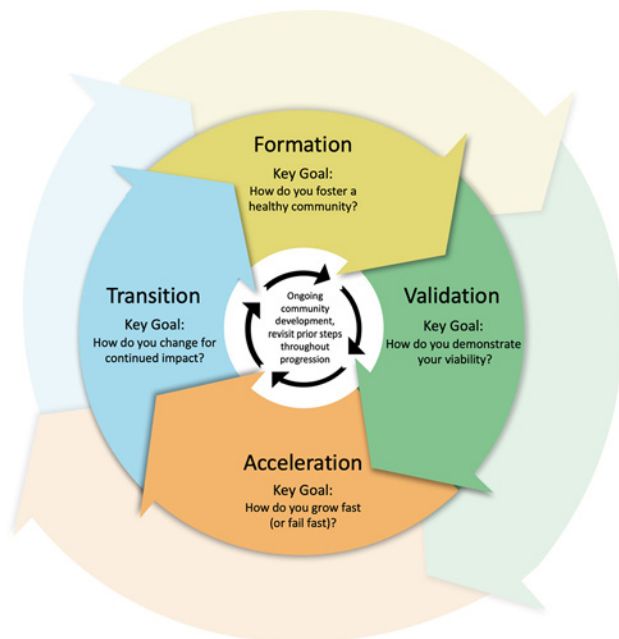 Formation
Key Goal:
How do you foster a
healthy community?
Validation
Key Goal:
How do you demonstrate
your viability?
Acceleration
Key Goal:
How do you grow fast
(or fail fast)?
Transition
Key Goal:
How do you change for
continued impact?
Ongoing
community
development,
revisit prior steps
throughout
progression